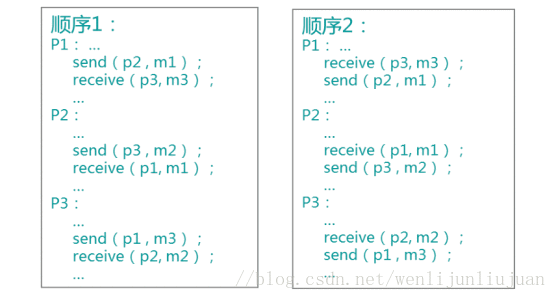 顺序1：
P1： ...
send（p2 , m1）；
receive（p3, m3）；
...
P2：
...
send（p3 , m2）；
receive（p1, m1）；
...
P3：
...
send（p1 , m3）；
receive（p2, m2）；
...
顺序2：
P1： ...
receive（p3, m3）；
send（p2 , m1）；
...
P2：
...
receive（p1, m1）；
send（p3 , m2）；
...
P3：
...
receive（p2, m2）；
send（p1 , m3）；
...
//blog.csdn.net/wenlijunliujuan